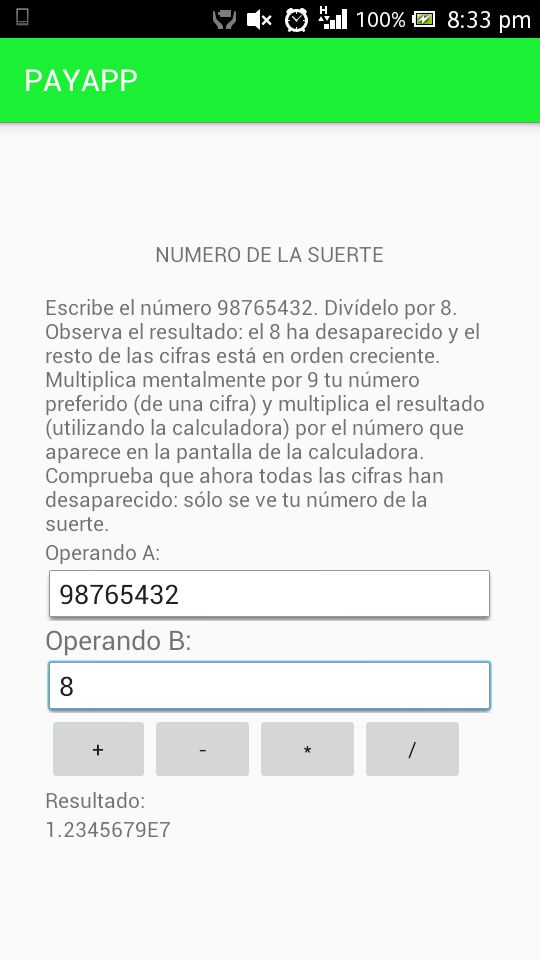 H
100%
8:33 pm
PAYAPP
NUMERO DE LA SUERTE
Escribe el número 98765432. Divídelo por 8.
Observa el resultado: el 8 ha desaparecido y el
resto de las cifras está en orden creciente.
Multiplica mentalmente por 9 tu número
preferido (de una cifra) y multiplica el resultado
(utilizando la calculadora) por el número que
aparece en la pantalla de la calculadora.
Comprueba que ahora todas las cifras han
desaparecido: sólo se ve tu número de la
suerte.
Operando A:
98765432
Operando B:
8
+ - * /
Resultado:
1.2345679E7